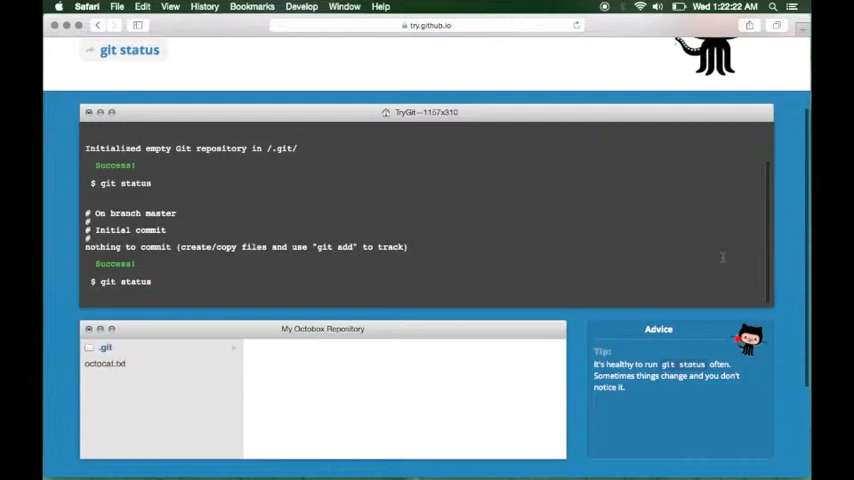 Safari File Edit View History Bookmarks Develop Window Help Wed 1:22:22 AM
try.github.io
git status
TryGit—1157x310
Initialized empty Git repository in /.git/
Success!
$ git status
# On branch master
#
# Initial commit
#
nothing to commit (create/copy files and use "git add" to track)
Success!
$ git status
My Octobox Repository
.git
octocat.txt
Advice
Tip:
It's healthy to run git status often.
Sometimes things change and you don't
notice it.